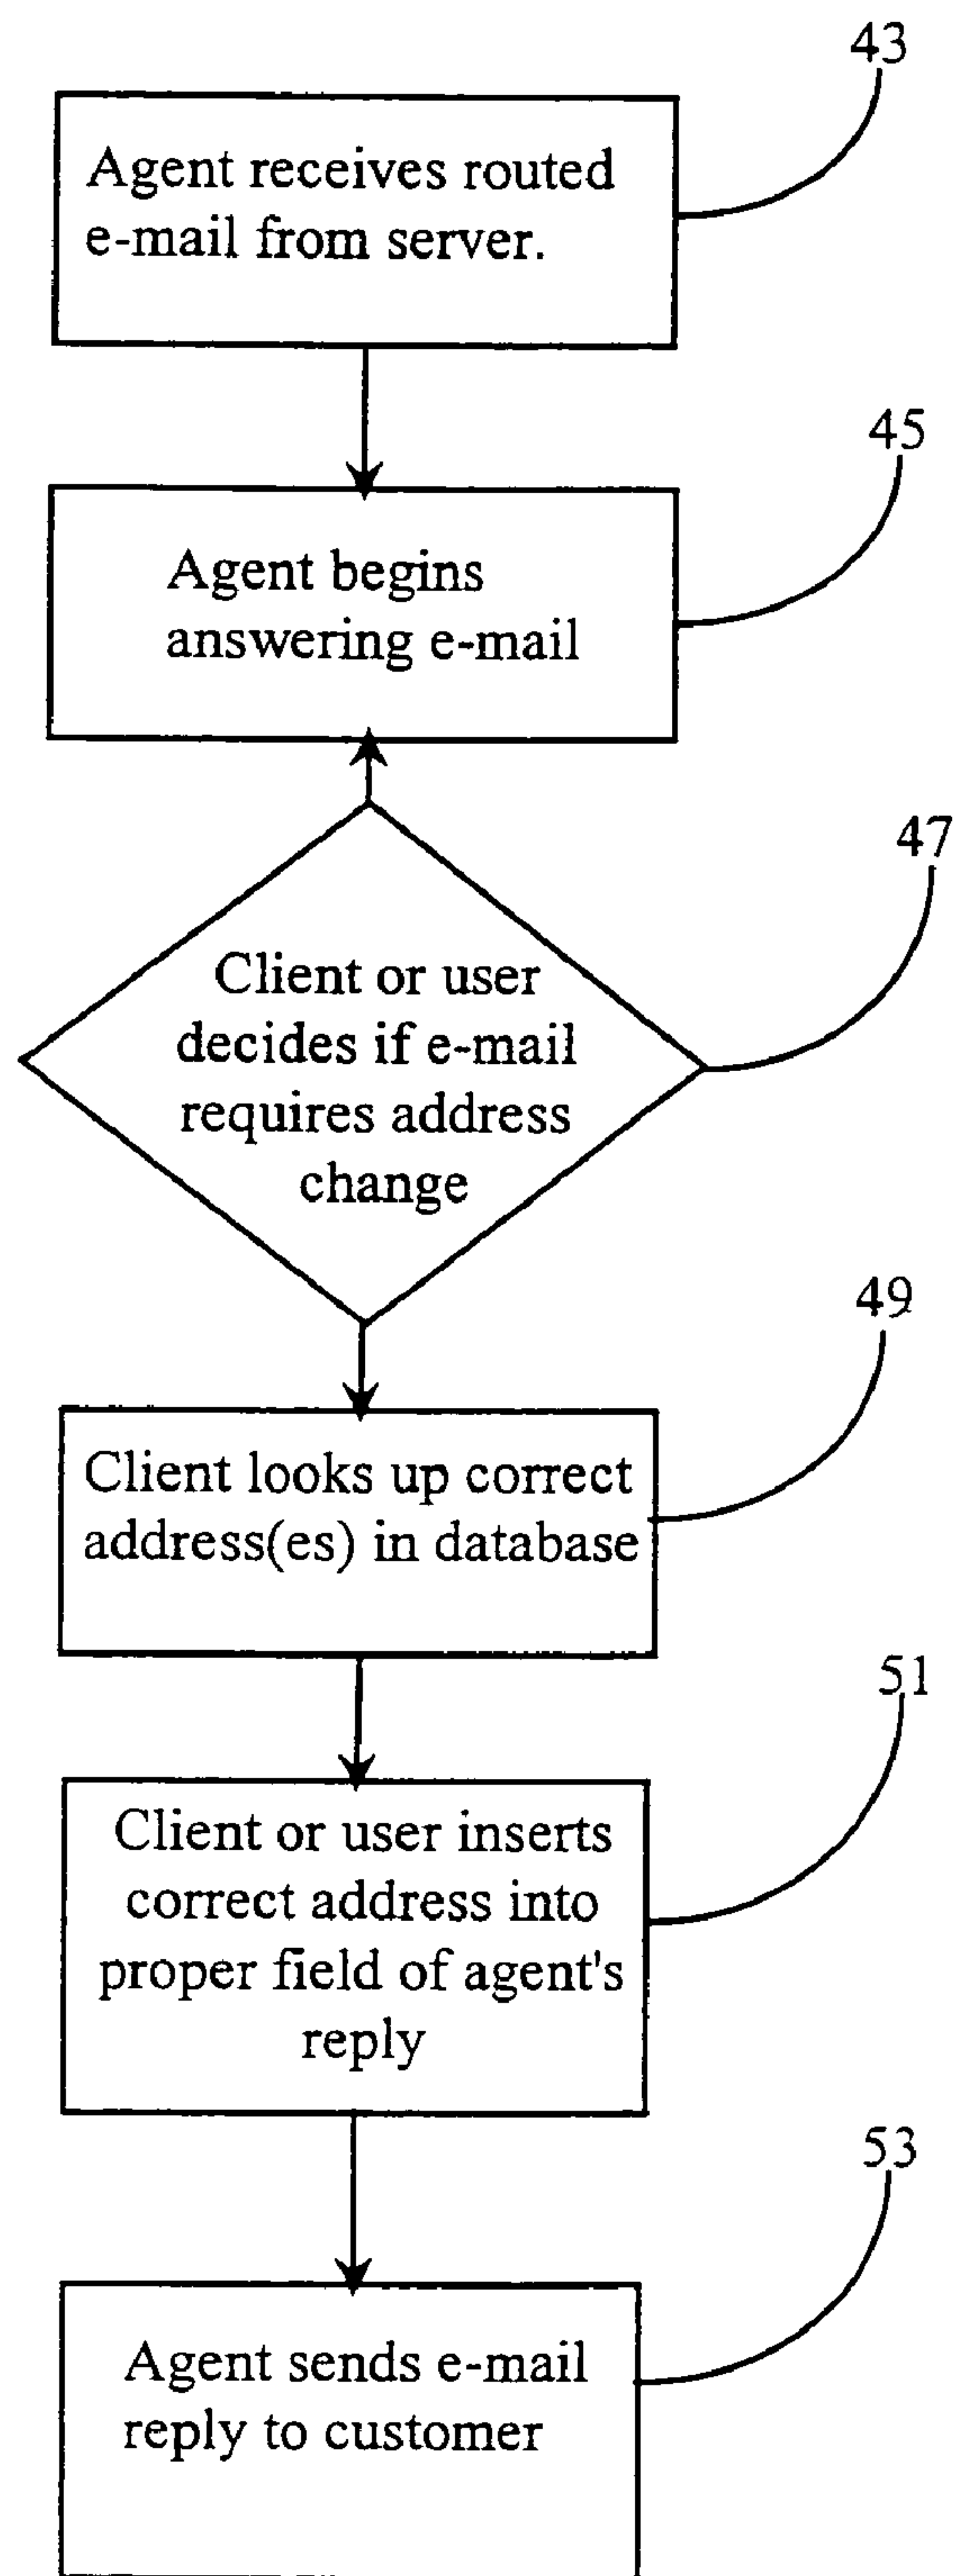 43
Agent receives routed
e-mail from server.
45
Agent begins
answering e-mail
47
Client or user
decides if e-mail
requires address
change
49
Client looks up correct
address(es) in database
51
Client or user inserts
correct address into
proper field of agent's
reply
53
Agent sends e-mail
reply to customer